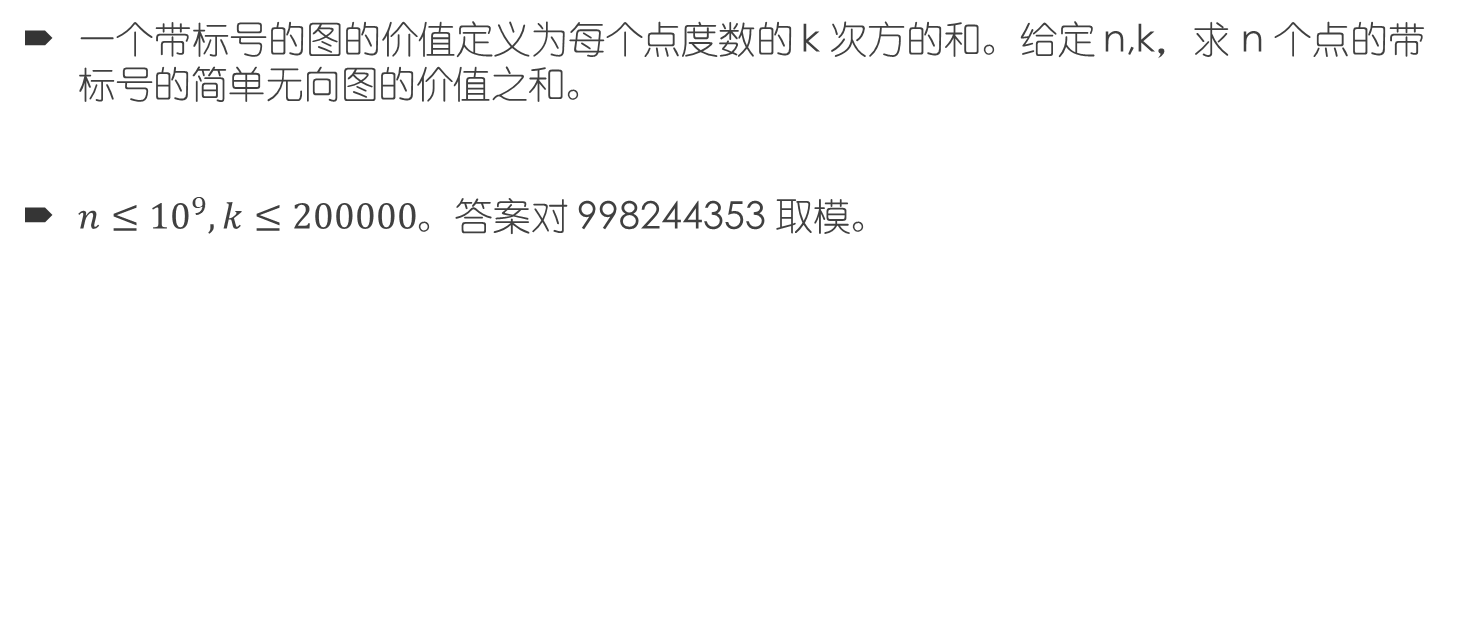 一个带标号的图的价值定义为每个点度数的 k 次方的和。给定 n,k，求 n 个点的带
标号的简单无向图的价值之和。
n ≤ 10⁹, k ≤ 200000。答案对 998244353 取模。